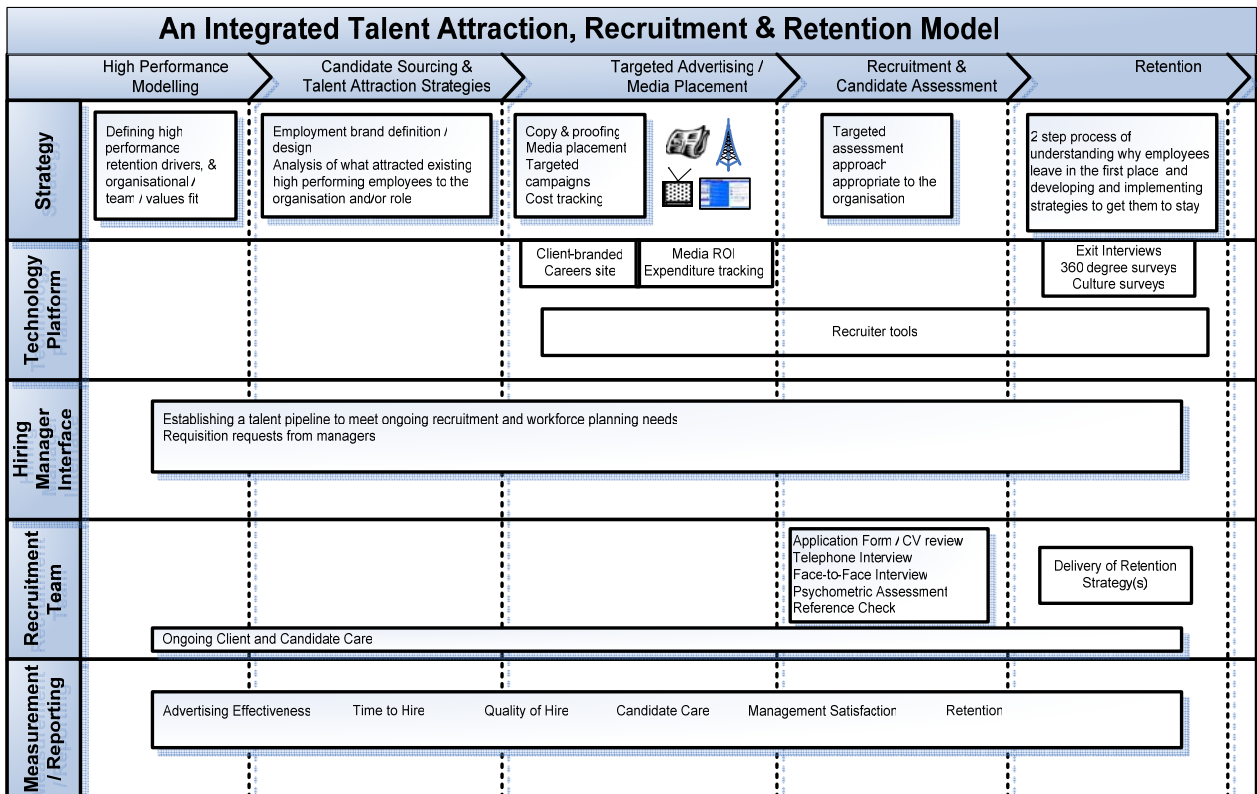 An Integrated Talent Attraction, Recruitment & Retention Model
High Performance
Modelling
Candidate Sourcing &
Talent Attraction Strategies
Targeted Advertising /
Media Placement
Recruitment &
Candidate Assessment
Retention
Strategy
Defining high
performance
retention drivers, &
organisational /
team / values fit
Employment brand definition /
design
Analysis of what attracted existing
high performing employees to the
organisation and/or role
Copy & proofing
Media placement
Targeted
campaigns
Cost tracking
Targeted
assessment
approach
appropriate to the
organisation
2 step process of
understanding why employees
leave in the first place and
developing and implementing
strategies to get them to stay
Technology
Platform
Client-branded
Careers site
Media ROI
Expenditure tracking
Exit Interviews
360 degree surveys
Culture surveys
Recruiter tools
Hiring
Manager
Interface
Establishing a talent pipeline to meet ongoing recruitment and workforce planning needs
Requisition requests from managers
Recruitment
Team
Application Form / CV review
Telephone Interview
Face-to-Face Interview
Psychometric Assessment
Reference Check
Delivery of Retention
Strategy(s)
Ongoing Client and Candidate Care
Measurement
/ Reporting
Advertising Effectiveness Time to Hire Quality of Hire Candidate Care Management Satisfaction Retention